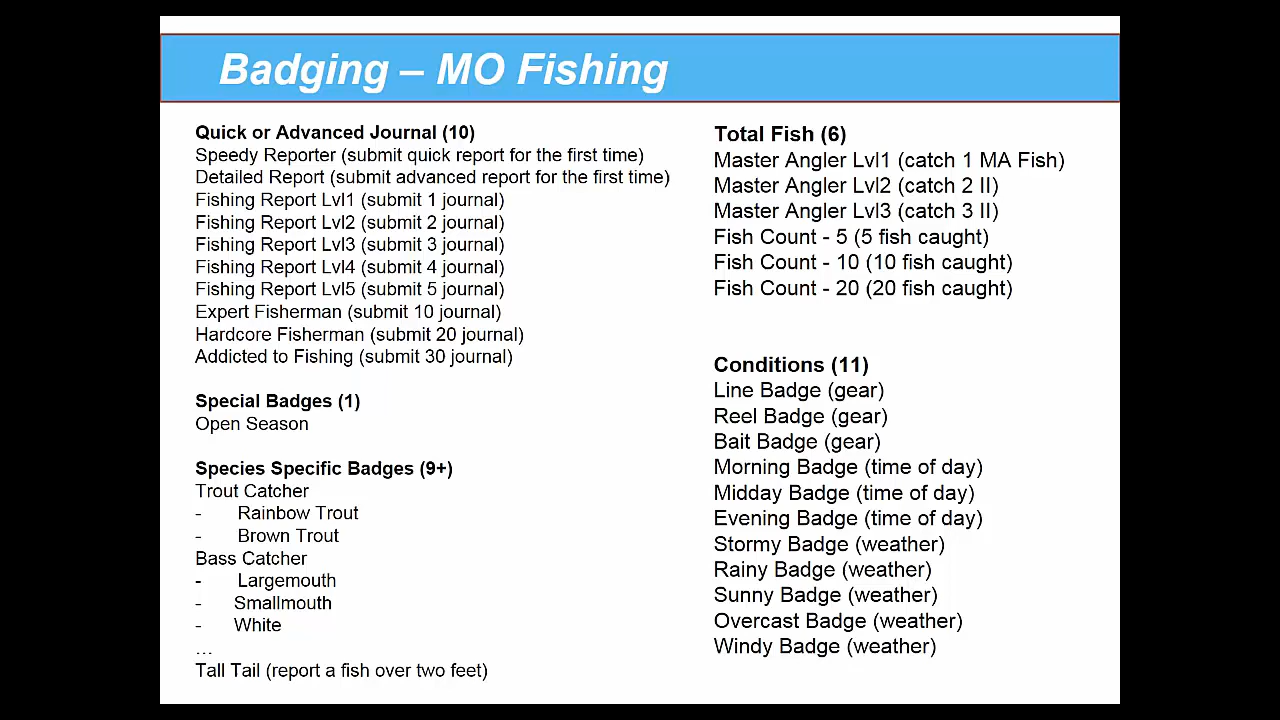 Badging – MO Fishing
Quick or Advanced Journal (10)
Speedy Reporter (submit quick report for the first time)
Detailed Report (submit advanced report for the first time)
Fishing Report Lvl1 (submit 1 journal)
Fishing Report Lvl2 (submit 2 journal)
Fishing Report Lvl3 (submit 3 journal)
Fishing Report Lvl4 (submit 4 journal)
Fishing Report Lvl5 (submit 5 journal)
Expert Fisherman (submit 10 journal)
Hardcore Fisherman (submit 20 journal)
Addicted to Fishing (submit 30 journal)
Special Badges (1)
Open Season
Species Specific Badges (9+)
Trout Catcher
- Rainbow Trout
- Brown Trout
Bass Catcher
- Largemouth
- Smallmouth
- White
...
Tall Tail (report a fish over two feet)
Total Fish (6)
Master Angler Lvl1 (catch 1 MA Fish)
Master Angler Lvl2 (catch 2 II)
Master Angler Lvl3 (catch 3 II)
Fish Count - 5 (5 fish caught)
Fish Count - 10 (10 fish caught)
Fish Count - 20 (20 fish caught)
Conditions (11)
Line Badge (gear)
Reel Badge (gear)
Bait Badge (gear)
Morning Badge (time of day)
Midday Badge (time of day)
Evening Badge (time of day)
Stormy Badge (weather)
Rainy Badge (weather)
Sunny Badge (weather)
Overcast Badge (weather)
Windy Badge (weather)